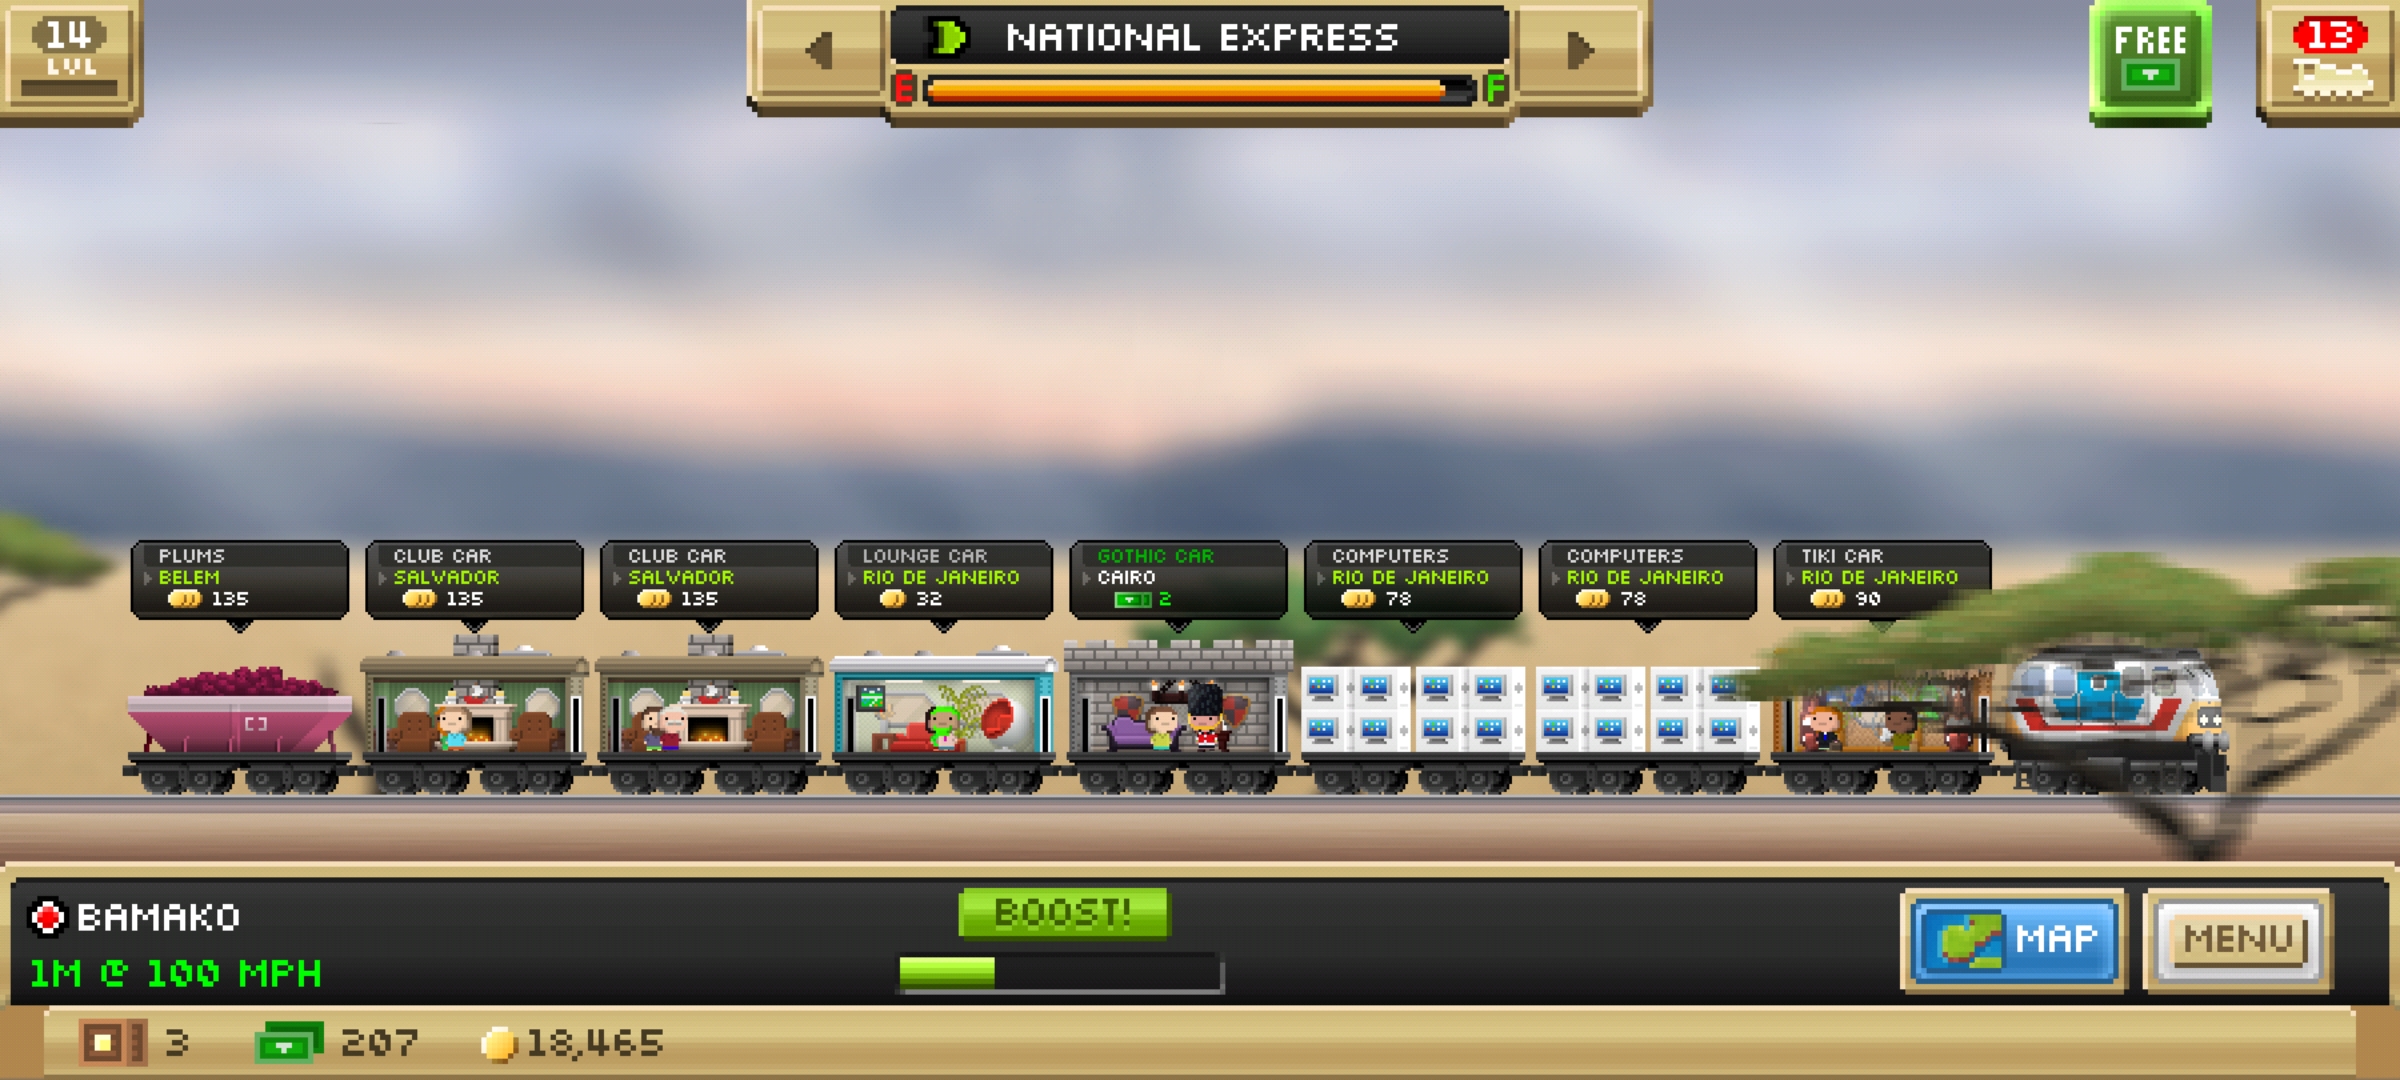 14
LVL
NATIONAL EXPRESS
E F
FREE
13
PLUMS
BELEM
135
CLUB CAR
SALVADOR
135
CLUB CAR
SALVADOR
135
LOUNGE CAR
RIO DE JANEIRO
32
GOTHIC CAR
CAIRO
2
COMPUTERS
RIO DE JANEIRO
78
COMPUTERS
RIO DE JANEIRO
78
TIKI CAR
RIO DE JANEIRO
90
BAMAKO
1M @ 100 MPH
BOOST!
MAP
MENU
3 207 18,465